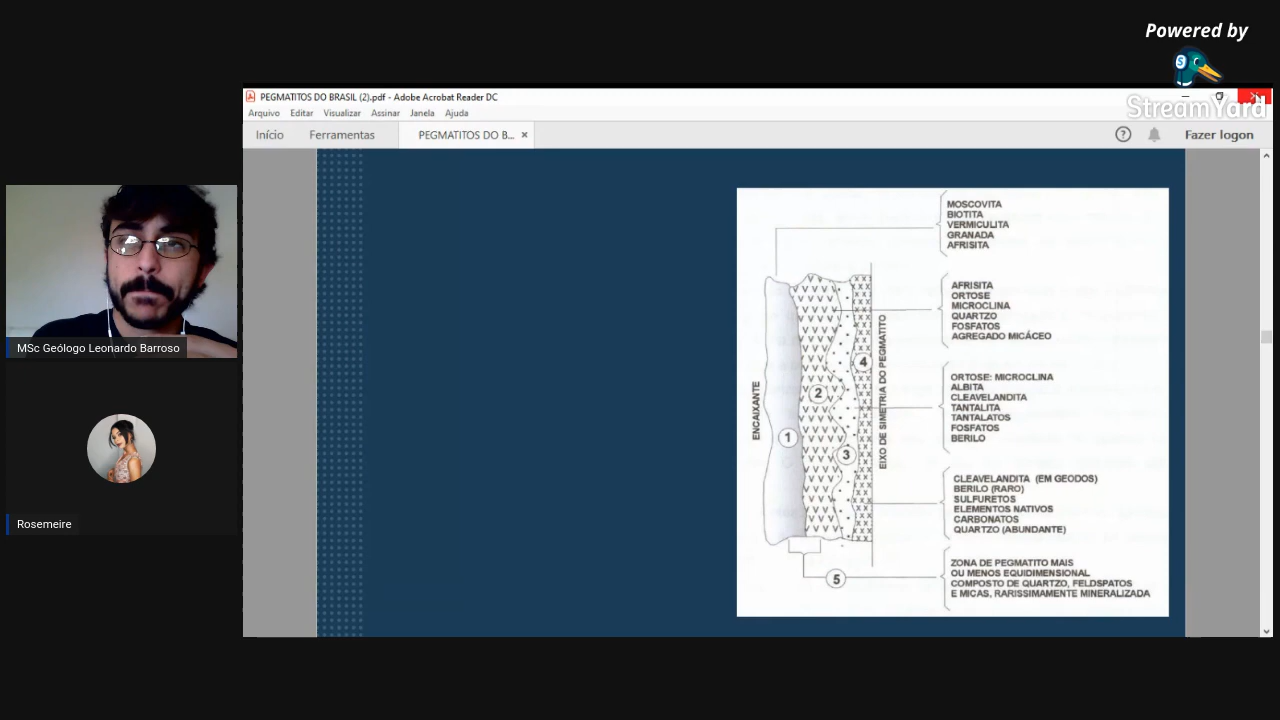 Powered by
StreamYard
PEGMATITOS DO BRASIL (2).pdf - Adobe Acrobat Reader DC
Arquivo Editar Visualizar Assinar Janela Ajuda
Início Ferramentas PEGMATITOS DO B... × Fazer logon
MSc Geólogo Leonardo Barroso
Rosemeire
MOSCOVITA
BIOTITA
VERMICULITA
GRANADA
AFRISITA
AFRISITA
ORTOSE
MICROCLINA
QUARTZO
FOSFATOS
AGREGADO MICÁCEO
ORTOSE: MICROCLINA
ALBITA
CLEAVELANDITA
TANTALITA
TANTALATOS
FOSFATOS
BERILO
CLEAVELANDITA (EM GEODOS)
BERILO (RARO)
SULFURETOS
ELEMENTOS NATIVOS
CARBONATOS
QUARTZO (ABUNDANTE)
ZONA DE PEGMATITO MAIS
OU MENOS EQUIDIMENSIONAL
COMPOSTO DE QUARTZO, FELDSPATOS
E MICAS, RARISSIMAMENTE MINERALIZADA
ENCAIXANTE
EIXO DE SIMETRIA DO PEGMATITO
1
2
3
4
5